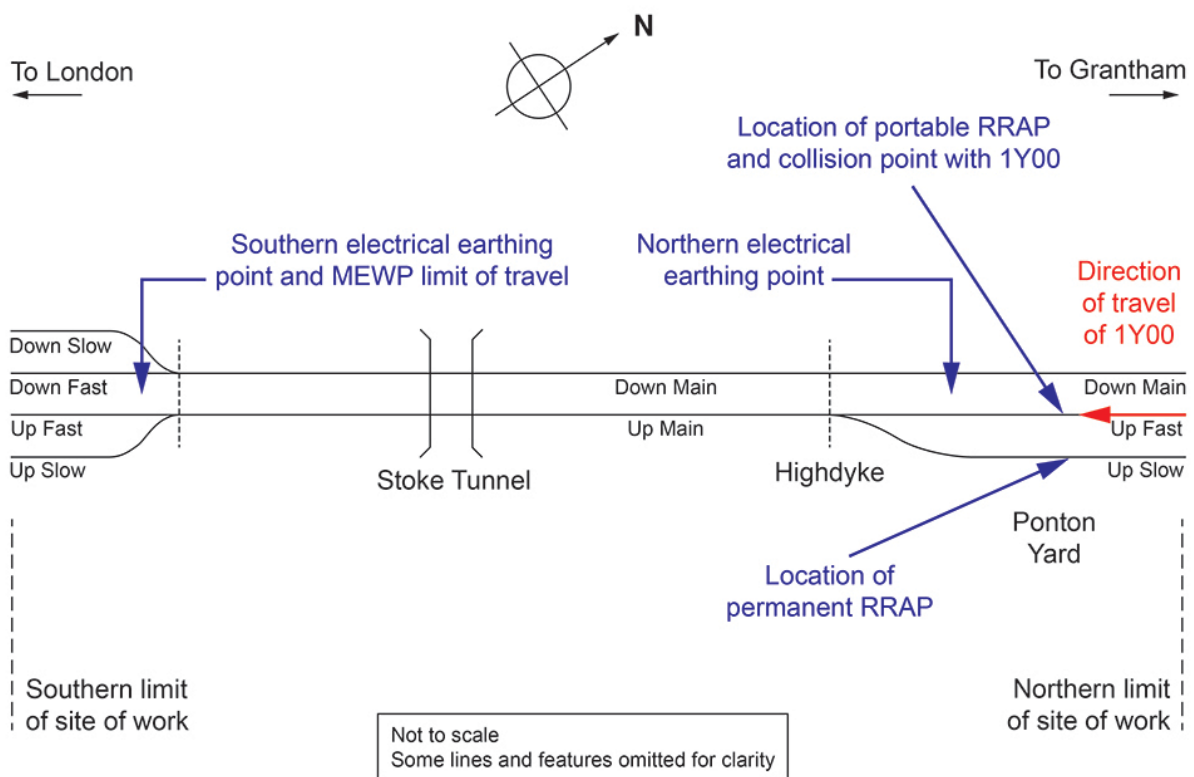 N
To London
To Grantham
Location of portable RRAP
and collision point with 1Y00
Southern electrical earthing
point and MEWP limit of travel
Northern electrical
earthing point
Direction
of travel
of 1Y00
Down Slow
Down Fast
Down Main
Down Main
Up Fast
Up Main
Up Fast
Up Slow
Stoke Tunnel
Highdyke
Up Slow
Ponton
Yard
Location of
permanent RRAP
Southern limit
of site of work
Northern limit
of site of work
Not to scale
Some lines and features omitted for clarity